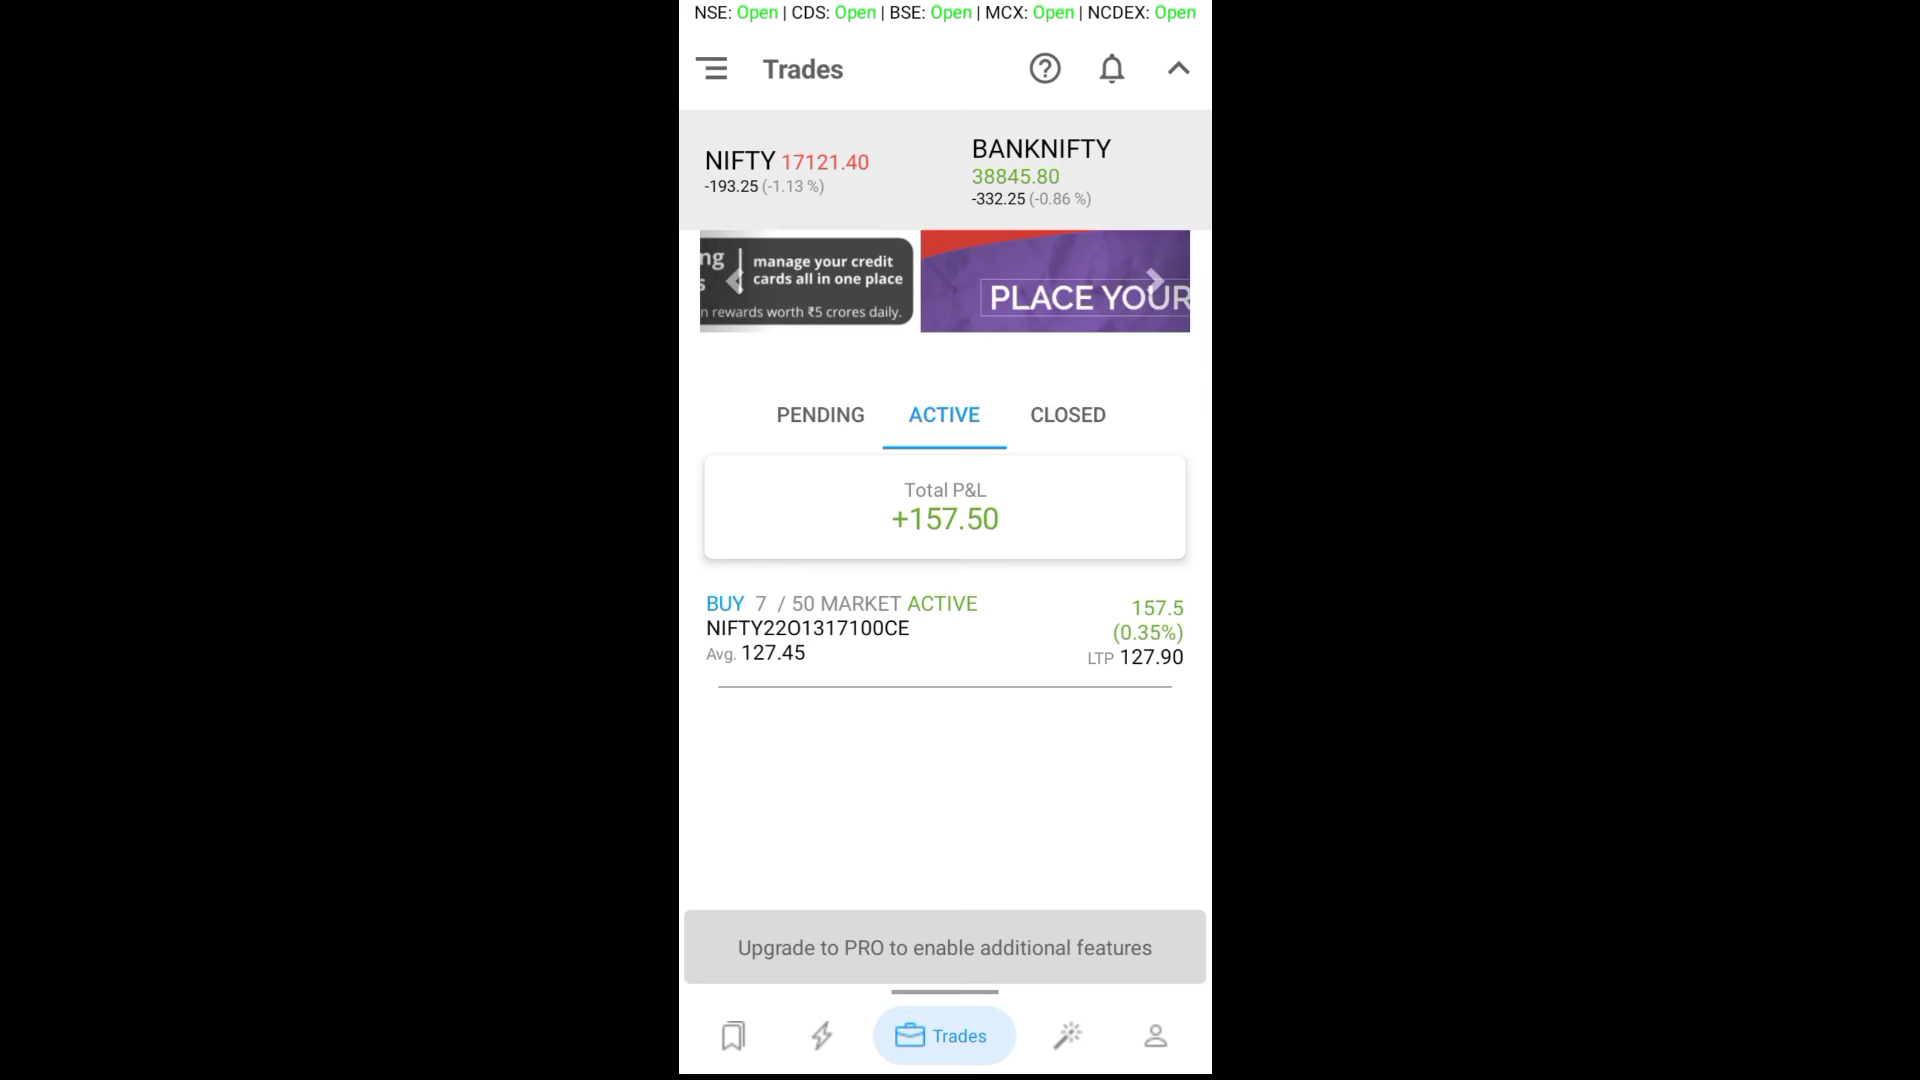 NSE: Open | CDS: Open | BSE: Open | MCX: Open | NCDEX: Open
Trades
NIFTY 17121.40
-193.25 (-1.13 %)
BANKNIFTY
38845.80
-332.25 (-0.86 %)
ng
s
manage your credit
cards all in one place
n rewards worth ₹5 crores daily.
PLACE YOUR
PENDING ACTIVE CLOSED
Total P&L
+157.50
BUY 7 / 50 MARKET ACTIVE
157.5
NIFTY22O1317100CE
(0.35%)
Avg. 127.45
LTP 127.90
Upgrade to PRO to enable additional features
Trades